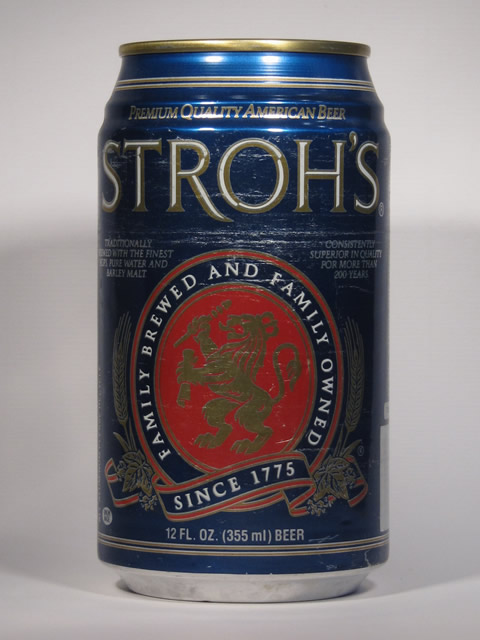 PREMIUM QUALITY AMERICAN BEER
STROH'S®
TRADITIONALLY
WITH THE FINEST
PURE WATER AND
BARLEY MALT
CONSISTENTLY
SUPERIOR IN QUALITY
FOR MORE THAN
200 YEARS
FAMILY BREWED AND FAMILY OWNED
SINCE 1775
®
12 FL. OZ. (355 ml) BEER